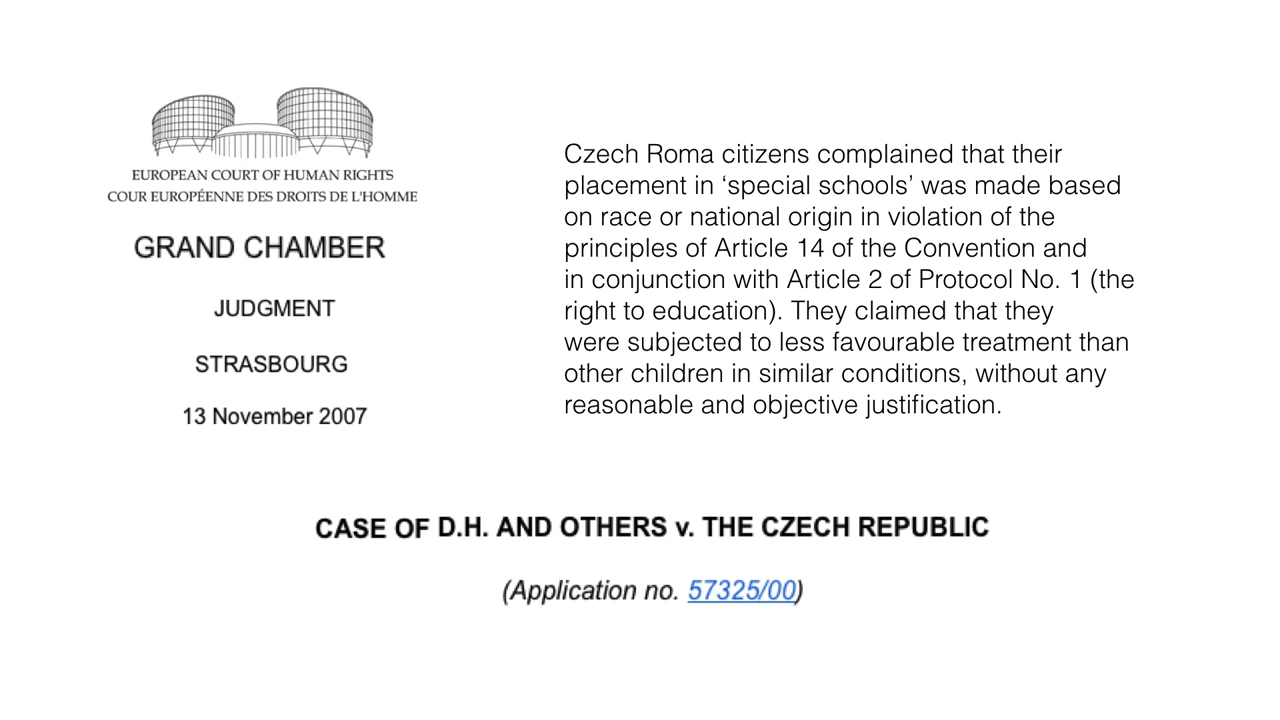 EUROPEAN COURT OF HUMAN RIGHTS
COUR EUROPÉENNE DES DROITS DE L'HOMME
GRAND CHAMBER
JUDGMENT
STRASBOURG
13 November 2007
Czech Roma citizens complained that their
placement in ‘special schools’ was made based
on race or national origin in violation of the
principles of Article 14 of the Convention and
in conjunction with Article 2 of Protocol No. 1 (the
right to education). They claimed that they
were subjected to less favourable treatment than
other children in similar conditions, without any
reasonable and objective justification.
CASE OF D.H. AND OTHERS v. THE CZECH REPUBLIC
(Application no. 57325/00)